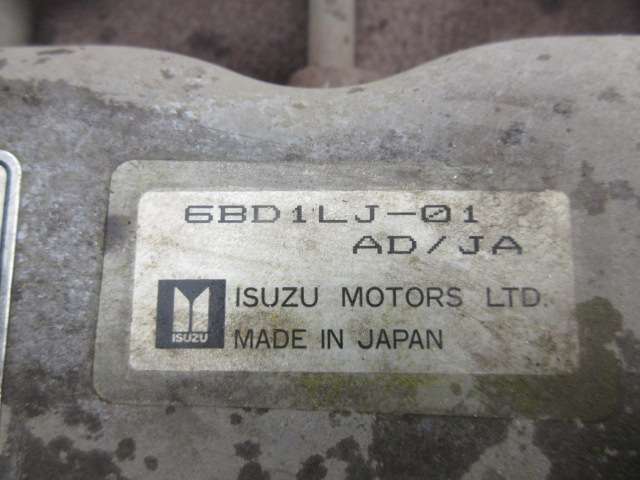 6BD1LJ-01
AD/JA
ISUZU
ISUZU MOTORS LTD.
MADE IN JAPAN